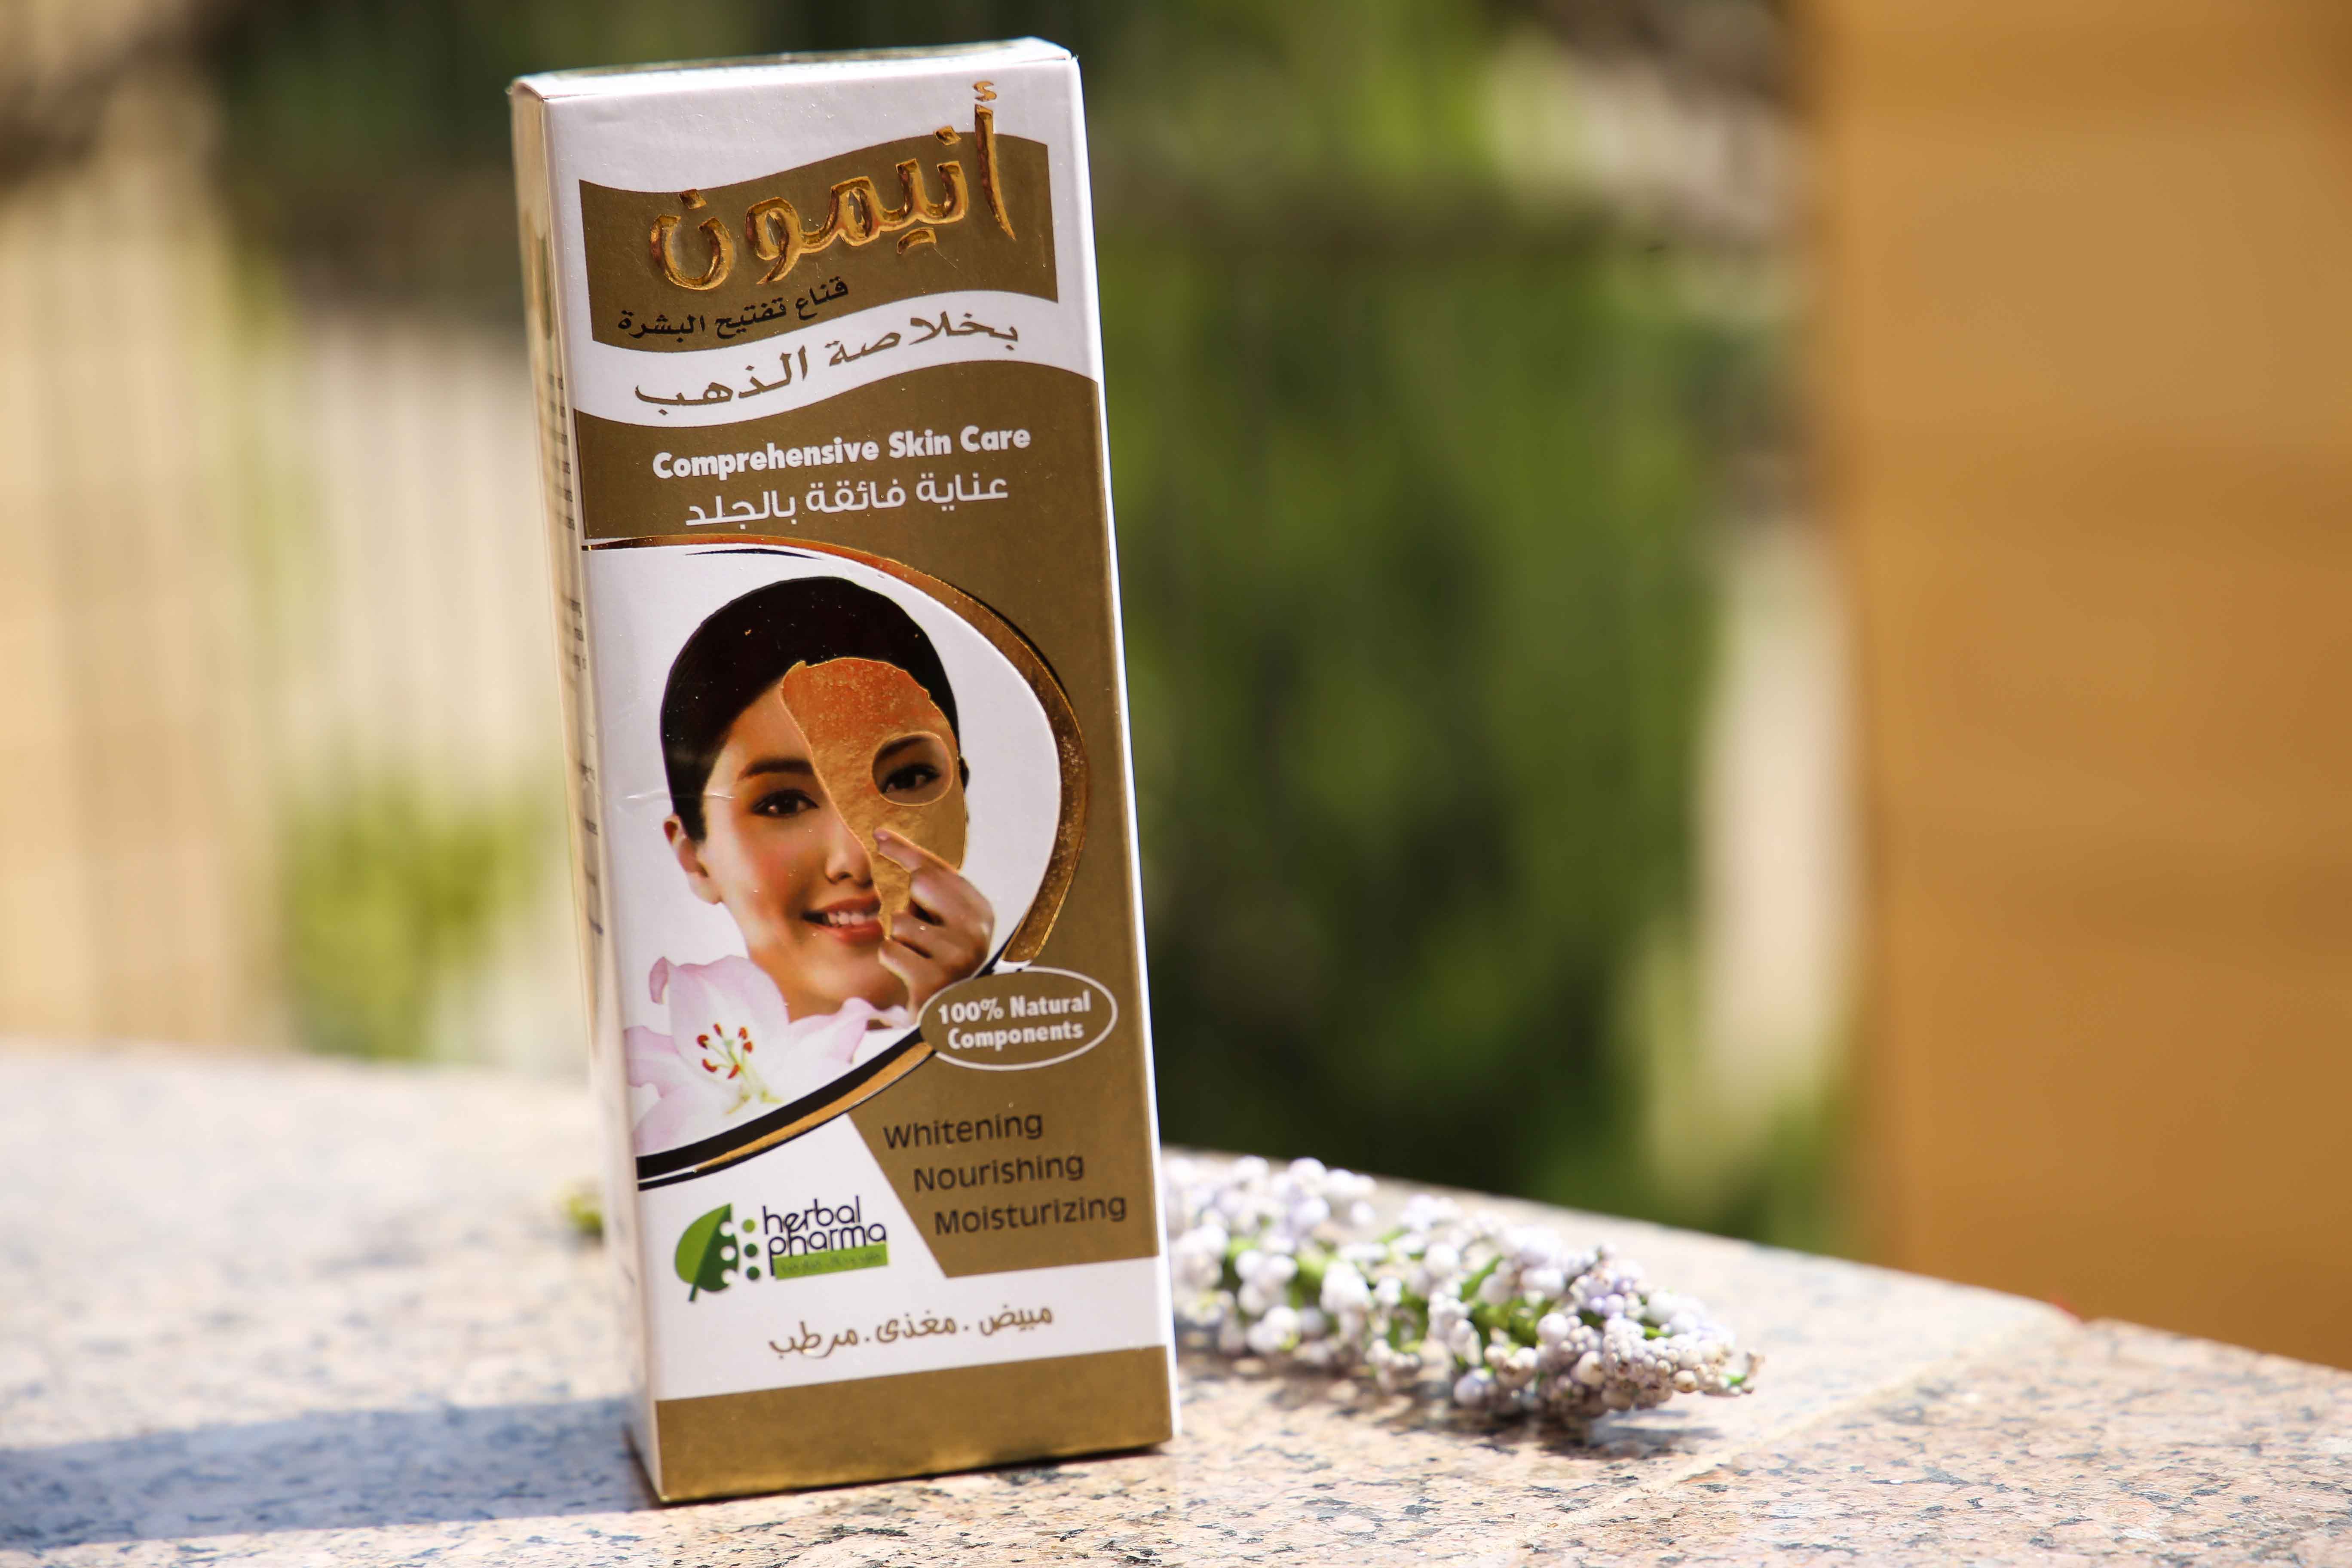 أنيمون
قناع تفتيح البشرة
بخلاصة الذهب
Comprehensive Skin Care
عناية فائقة بالجلد
100% Natural
Components
Whitening
Nourishing
Moisturizing
herbal
pharma
مبيض . مغذى . مرطب